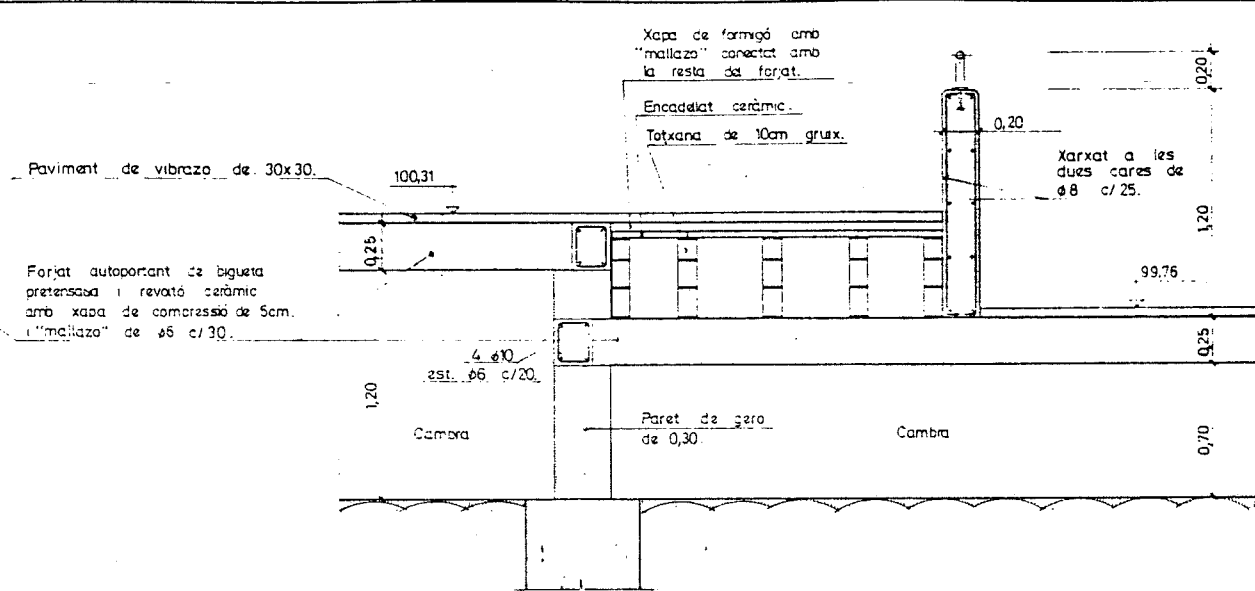 Xapa de formigó amb
"mallazo" conectat amb
la resta del forjat.
Encadellat ceràmic.
Totxana de 10cm gruix.
0,20
0,20
Xarxat a les
dues cares de
ø8 c/25.
1,20
Paviment de vibrazo de 30x30.
100,31
0,25
Forjat autoportant de bigueta
pretensada i revoltó ceràmic
amb xapa de compressió de 5cm.
i "mallazo" de ø6 c/30.
99.76
0,25
4 ø10
est. ø6 c/20.
1,20
Cambra
Paret de gero
de 0,30.
Cambra
0,70